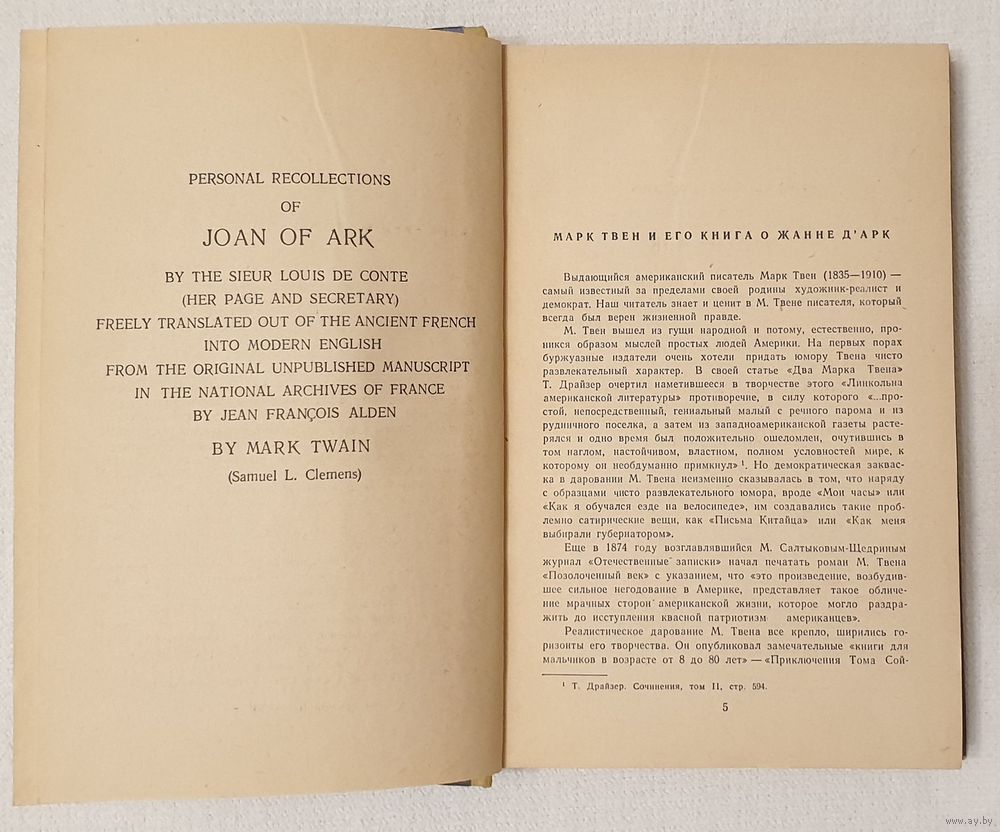 PERSONAL RECOLLECTIONS
OF
JOAN OF ARK
BY THE SIEUR LOUIS DE CONTE
(HER PAGE AND SECRETARY)
FREELY TRANSLATED OUT OF THE ANCIENT FRENCH
INTO MODERN ENGLISH
FROM THE ORIGINAL UNPUBLISHED MANUSCRIPT
IN THE NATIONAL ARCHIVES OF FRANCE
BY JEAN FRANÇOIS ALDEN
BY MARK TWAIN
(Samuel L. Clemens)
МАРК ТВЕН И ЕГО КНИГА О ЖАННЕ Д'АРК
Выдающийся американский писатель Марк Твен (1835—1910) —
самый известный за пределами своей родины художник-реалист и
демократ. Наш читатель знает и ценит в М. Твене писателя, который
всегда был верен жизненной правде.
М. Твен вышел из гущи народной и потому, естественно, про-
никся образом мыслей простых людей Америки. На первых порах
буржуазные издатели очень хотели придать юмору Твена чисто
развлекательный характер. В своей статье «Два Марка Твена»
Т. Драйзер очертил наметившееся в творчестве этого «Линкольна
американской литературы» противоречие, в силу которого «...про-
стой, непосредственный, гениальный малый с речного парома и из
рудничного поселка, а затем из западноамериканской газеты расте-
рялся и одно время был положительно ошеломлен, очутившись в
том наглом, настойчивом, властном, полном условностей мире, к
которому он необдуманно примкнул» ¹. Но демократическая заквас-
ка в даровании М. Твена неизменно сказывалась в том, что наряду
с образцами чисто развлекательного юмора, вроде «Мои часы» или
«Как я обучался езде на велосипеде», им создавались такие проб-
лемно сатирические вещи, как «Письма Китайца» или «Как меня
выбирали губернатором».
Еще в 1874 году возглавлявшийся М. Салтыковым-Щедриным
журнал «Отечественные записки» начал печатать роман М. Твена
«Позолоченный век» с указанием, что «это произведение, возбудив-
шее сильное негодование в Америке, представляет такое обличе-
ние мрачных сторон американской жизни, которое могло раздра-
жить до исступления квасной патриотизм американцев».
Реалистическое дарование М. Твена все крепло, ширились го-
ризонты его творчества. Он опубликовал замечательные «книги для
мальчиков в возрасте от 8 до 80 лет» — «Приключения Тома Сой-
¹ Т. Драйзер. Сочинения, том 11, стр. 594.
5
www.ay.by